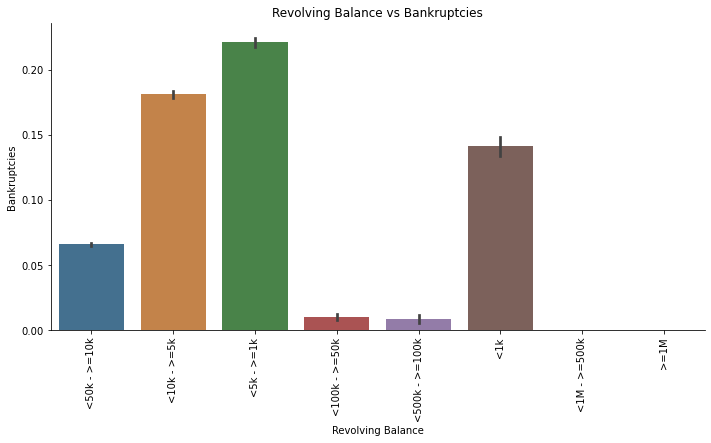 Revolving Balance vs Bankruptcies
Bankruptcies
0.20
0.15
0.10
0.05
0.00
<50k - >=10k
<10k - >=5k
<5k - >=1k
<100k - >=50k
<500k - >=100k
<1k
<1M - >=500k
>=1M
Revolving Balance